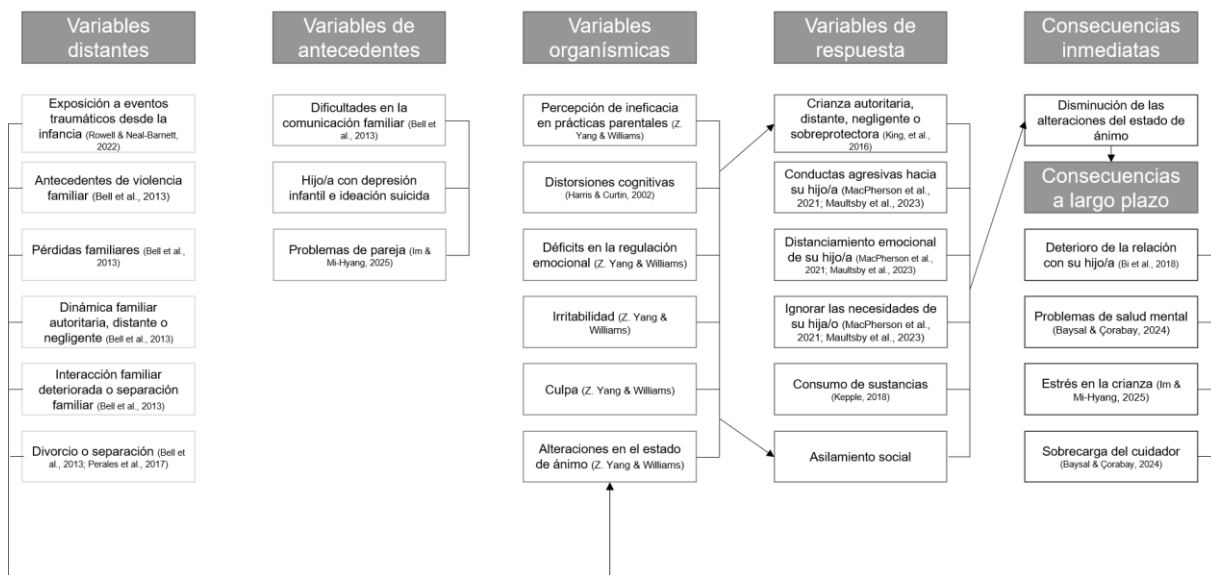 Variables
distantes
Exposición a eventos
traumáticos desde la
infancia (Rowell & Neal-Barnett,
2022)
Antecedentes de violencia
familiar (Bell et al., 2013)
Pérdidas familiares (Bell et al.,
2013)
Dinámica familiar
autoritaria, distante o
negligente (Bell et al., 2013)
Interacción familiar
deteriorada o separación
familiar (Bell et al., 2013)
Divorcio o separación (Bell et
al., 2013; Perales et al., 2017)
Variables de
antecedentes
Dificultades en la
comunicación familiar (Bell et
al., 2013)
Hijo/a con depresión
infantil e ideación suicida
Problemas de pareja (Im &
Mi-Hyang, 2025)
Variables
organísmicas
Percepción de ineficacia
en prácticas parentales (Z.
Yang & Williams)
Distorsiones cognitivas
(Harris & Curtin, 2002)
Déficits en la regulación
emocional (Z. Yang & Williams)
Irritabilidad (Z. Yang &
Williams)
Culpa (Z. Yang & Williams)
Alteraciones en el estado
de ánimo (Z. Yang & Williams)
Variables de
respuesta
Crianza autoritaria,
distante, negligente o
sobreprotectora (King, et al.,
2016)
Conductas agresivas hacia
su hijo/a (MacPherson et al.,
2021; Maultsby et al., 2023)
Distanciamiento emocional
de su hijo/a (MacPherson et al.,
2021; Maultsby et al., 2023)
Ignorar las necesidades de
su hija/o (MacPherson et al.,
2021; Maultsby et al., 2023)
Consumo de sustancias
(Kepple, 2018)
Asilamiento social
Consecuencias
inmediatas
Disminución de las
alteraciones del estado de
ánimo
Consecuencias
a largo plazo
Deterioro de la relación
con su hijo/a (Bi et al., 2018)
Problemas de salud mental
(Baysal & Çorabay, 2024)
Estrés en la crianza (Im &
Mi-Hyang, 2025)
Sobrecarga del cuidador
(Baysal & Çorabay, 2024)